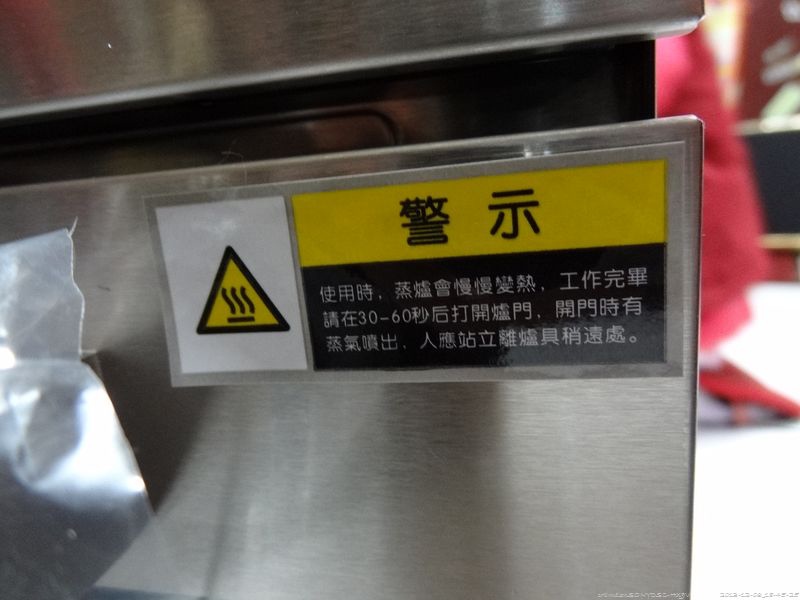 警示
使用時，蒸爐會慢慢變熱，工作完畢
請在30-60秒后打開爐門，開門時有
蒸氣噴出，人應站立離爐具稍遠處。